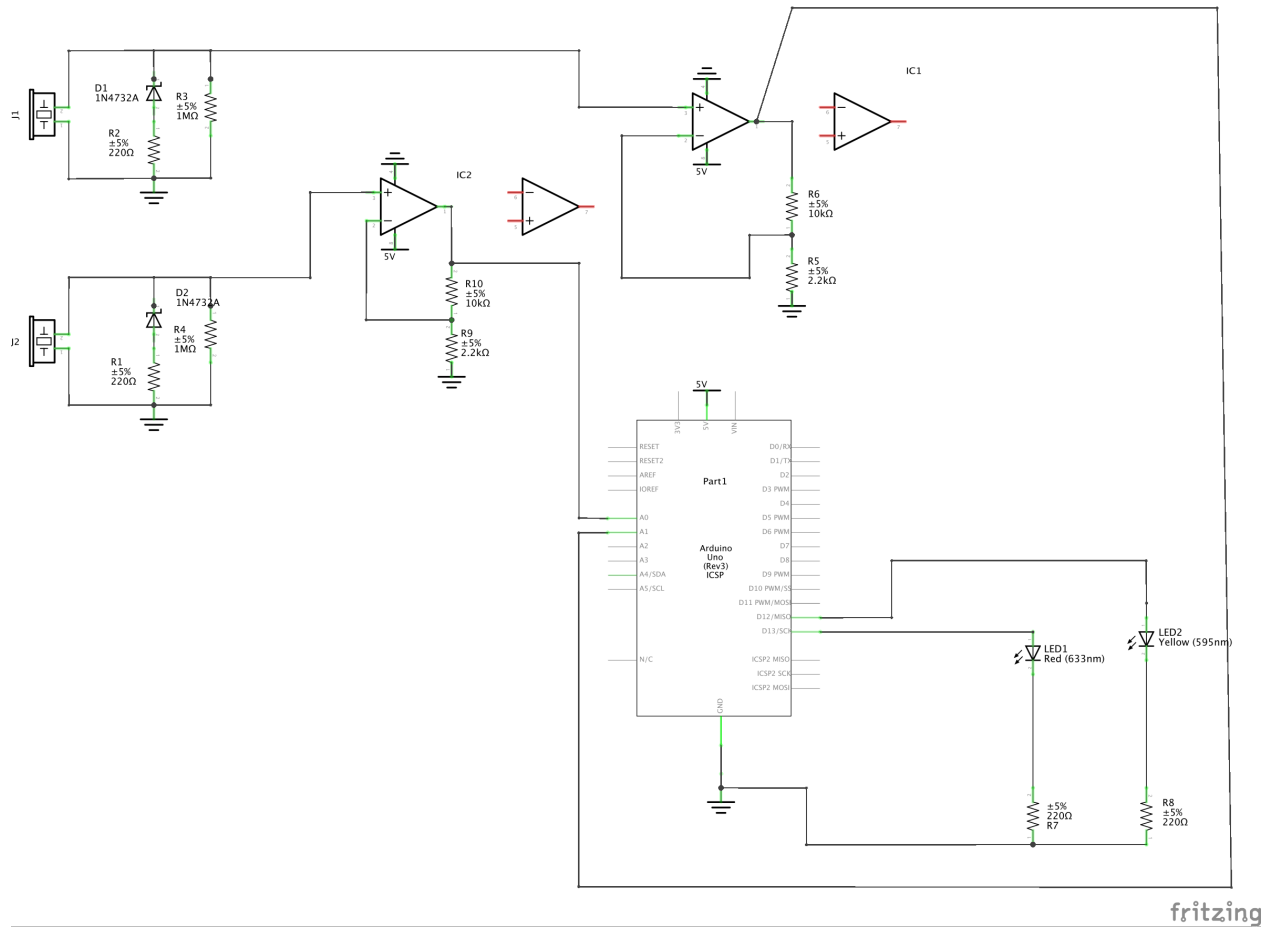 IC1
J1
D1
1N4732A
R3
±5%
1MΩ
R2
±5%
220Ω
5V
IC2
R6
±5%
10kΩ
5V
R5
±5%
2.2kΩ
R10
±5%
10kΩ
D2
1N4732A
R4
±5%
1MΩ
J2
R9
±5%
2.2kΩ
R1
±5%
220Ω
5V
3V3
5V
VIN
RESET
D0/RX
RESET2
D1/TX
AREF
D2
IOREF
D3 PWM
Part1
D4
A0
D5 PWM
A1
D6 PWM
A2
D7
A3
D8
A4/SDA
D9 PWM
A5/SCL
D10 PWM/SS
D11 PWM/MOSI
D12/MISO
D13/SCK
Arduino
Uno
(Rev3)
ICSP
N/C
ICSP2 MISO
ICSP2 SCK
ICSP2 MOSI
GND
LED1
Red (633nm)
LED2
Yellow (595nm)
±5%
220Ω
R7
R8
±5%
220Ω
fritzing